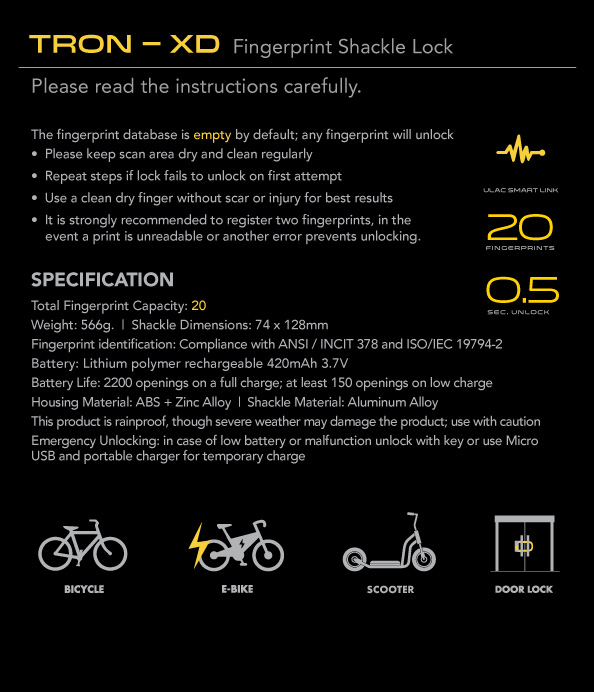 TRON – XD Fingerprint Shackle Lock
Please read the instructions carefully.
The fingerprint database is empty by default; any fingerprint will unlock
• Please keep scan area dry and clean regularly
• Repeat steps if lock fails to unlock on first attempt
• Use a clean dry finger without scar or injury for best results
• It is strongly recommended to register two fingerprints, in the
event a print is unreadable or another error prevents unlocking.
ULAC SMART LINK
20
FINGERPRINTS
0.5
SEC. UNLOCK
SPECIFICATION
Total Fingerprint Capacity: 20
Weight: 566g. | Shackle Dimensions: 74 x 128mm
Fingerprint identification: Compliance with ANSI / INCIT 378 and ISO/IEC 19794-2
Battery: Lithium polymer rechargeable 420mAh 3.7V
Battery Life: 2200 openings on a full charge; at least 150 openings on low charge
Housing Material: ABS + Zinc Alloy | Shackle Material: Aluminum Alloy
This product is rainproof, though severe weather may damage the product; use with caution
Emergency Unlocking: in case of low battery or malfunction unlock with key or use Micro
USB and portable charger for temporary charge
BICYCLE
E-BIKE
SCOOTER
DOOR LOCK